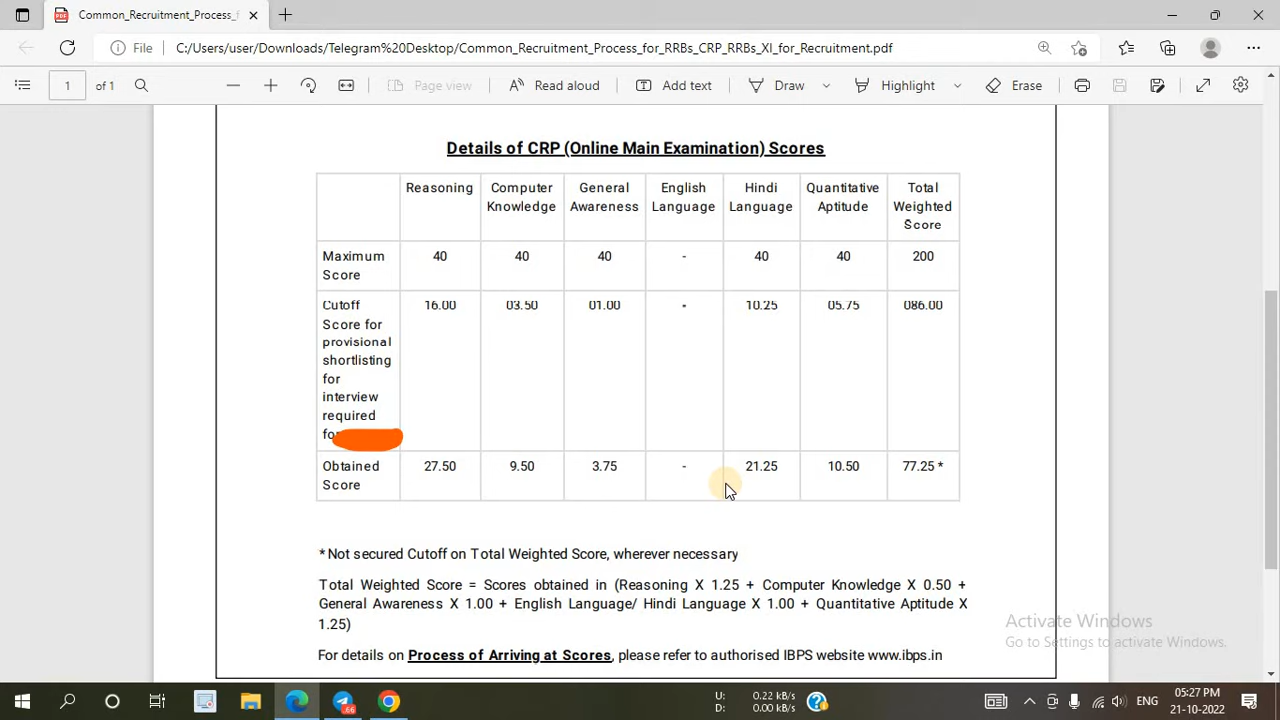 Common_Recruitment_Process_f
File
C:/Users/user/Downloads/Telegram%20Desktop/Common_Recruitment_Process_for_RRBs_CRP_RRBs_XI_for_Recruitment.pdf
1 of 1
Page view
Read aloud
Add text
Draw
Highlight
Erase
Details of CRP (Online Main Examination) Scores
Reasoning Computer General English Hindi Quantitative Total
Knowledge Awareness Language Language Aptitude Weighted
Score
Maximum 40 40 40 - 40 40 200
Score
Cutoff 16.00 03.50 01.00 - 10.25 05.75 086.00
Score for
provisional
shortlisting
for
interview
required
for
Obtained 27.50 9.50 3.75 - 21.25 10.50 77.25 *
Score
* Not secured Cutoff on Total Weighted Score, wherever necessary
Total Weighted Score = Scores obtained in (Reasoning X 1.25 + Computer Knowledge X 0.50 +
General Awareness X 1.00 + English Language/ Hindi Language X 1.00 + Quantitative Aptitude X
1.25)
For details on Process of Arriving at Scores, please refer to authorised IBPS website www.ibps.in
Activate Windows
Go to Settings to activate Windows.
66
U: 0.22 kB/s
D: 0.00 kB/s
ENG
05:27 PM
21-10-2022